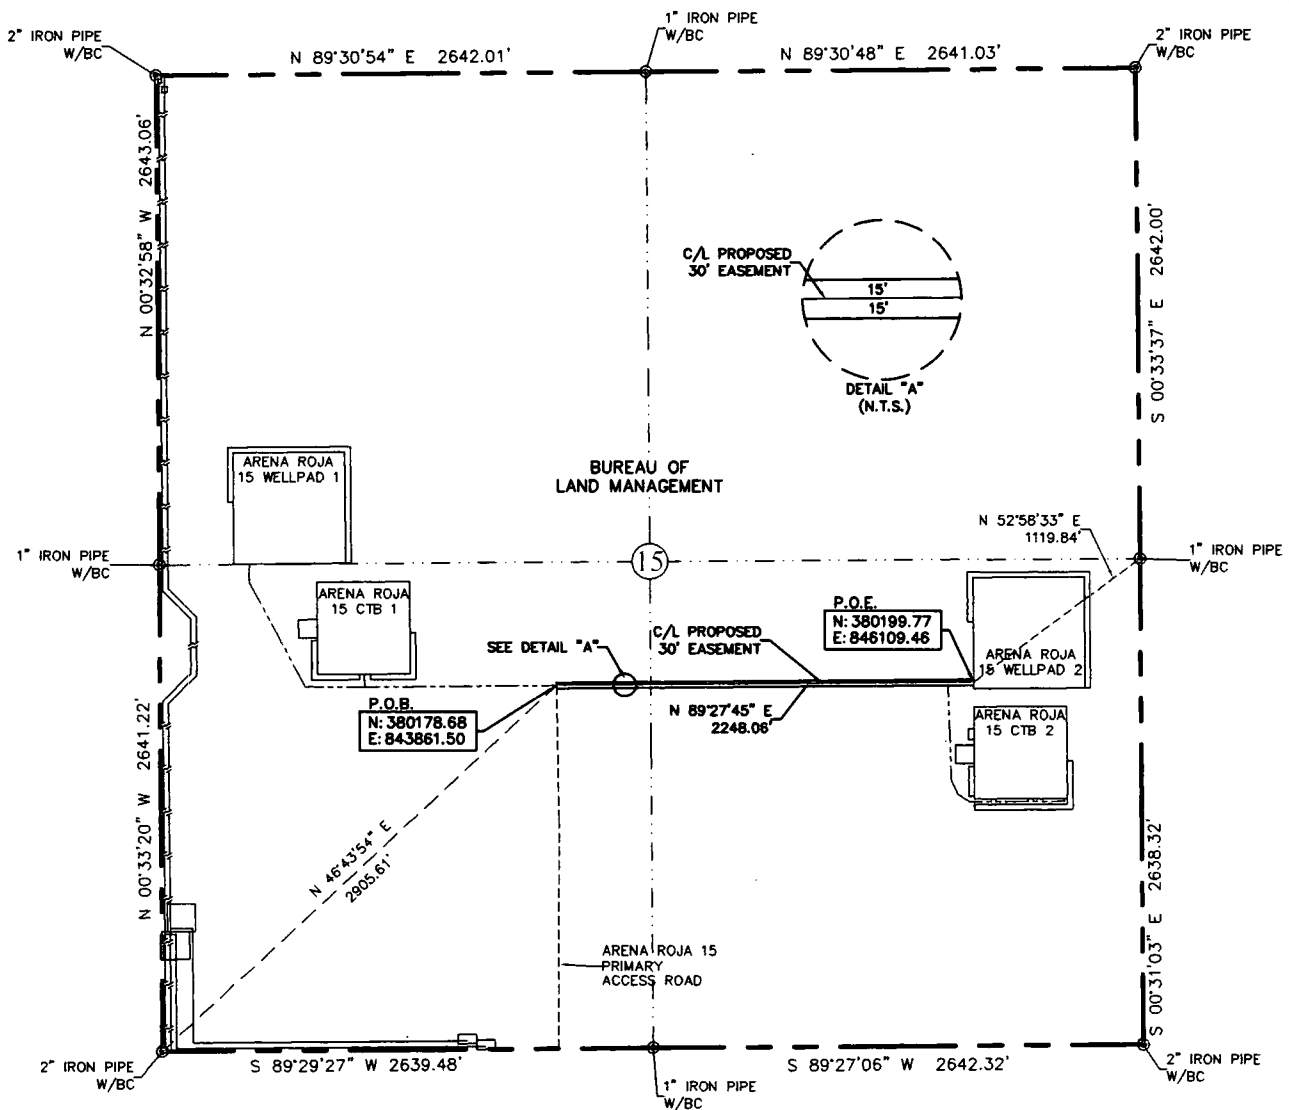 1" IRON PIPE
W/BC
2" IRON PIPE
W/BC
2" IRON PIPE
W/BC
N 89°30'54" E 2642.01'
N 89°30'48" E 2641.03'
N 00°32'58" W 2643.06'
S 00°33'37" E 2642.00'
C/L PROPOSED
30' EASEMENT
15'
15'
DETAIL "A"
(N.T.S.)
ARENA ROJA
15 WELLPAD 1
BUREAU OF
LAND MANAGEMENT
N 52°58'33" E
1119.84'
1" IRON PIPE
W/BC
15
1" IRON PIPE
W/BC
ARENA ROJA
15 CTB 1
P.O.E.
N: 380199.77
E: 846109.46
C/L PROPOSED
30' EASEMENT
SEE DETAIL "A"
ARENA ROJA
15 WELLPAD 2
P.O.B.
N: 380178.68
E: 843861.50
N 89°27'45" E
2248.06'
ARENA ROJA
15 CTB 2
N 00°33'20" W 2641.22'
N 46°43'54" E
2905.61'
S 00°31'03" E 2638.32'
ARENA ROJA 15
PRIMARY
ACCESS ROAD
2" IRON PIPE
W/BC
S 89°29'27" W 2639.48'
S 89°27'06" W 2642.32'
2" IRON PIPE
W/BC
1" IRON PIPE
W/BC